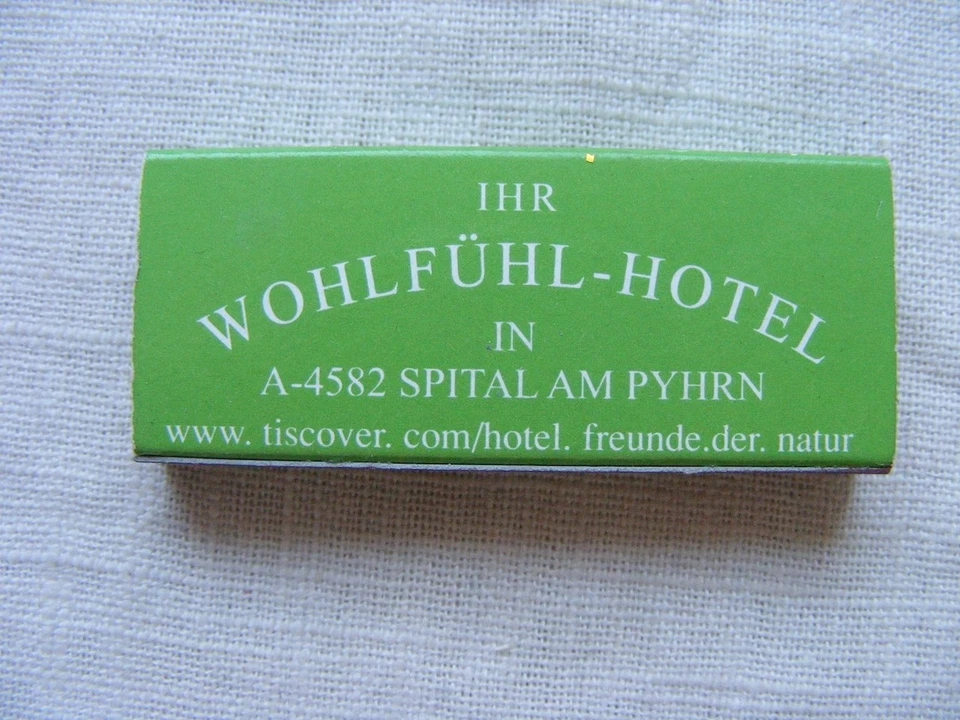 IHR
WOHLFÜHL-HOTEL
IN
A-4582 SPITAL AM PYHRN
www. tiscover. com/hotel. freunde.der. natur